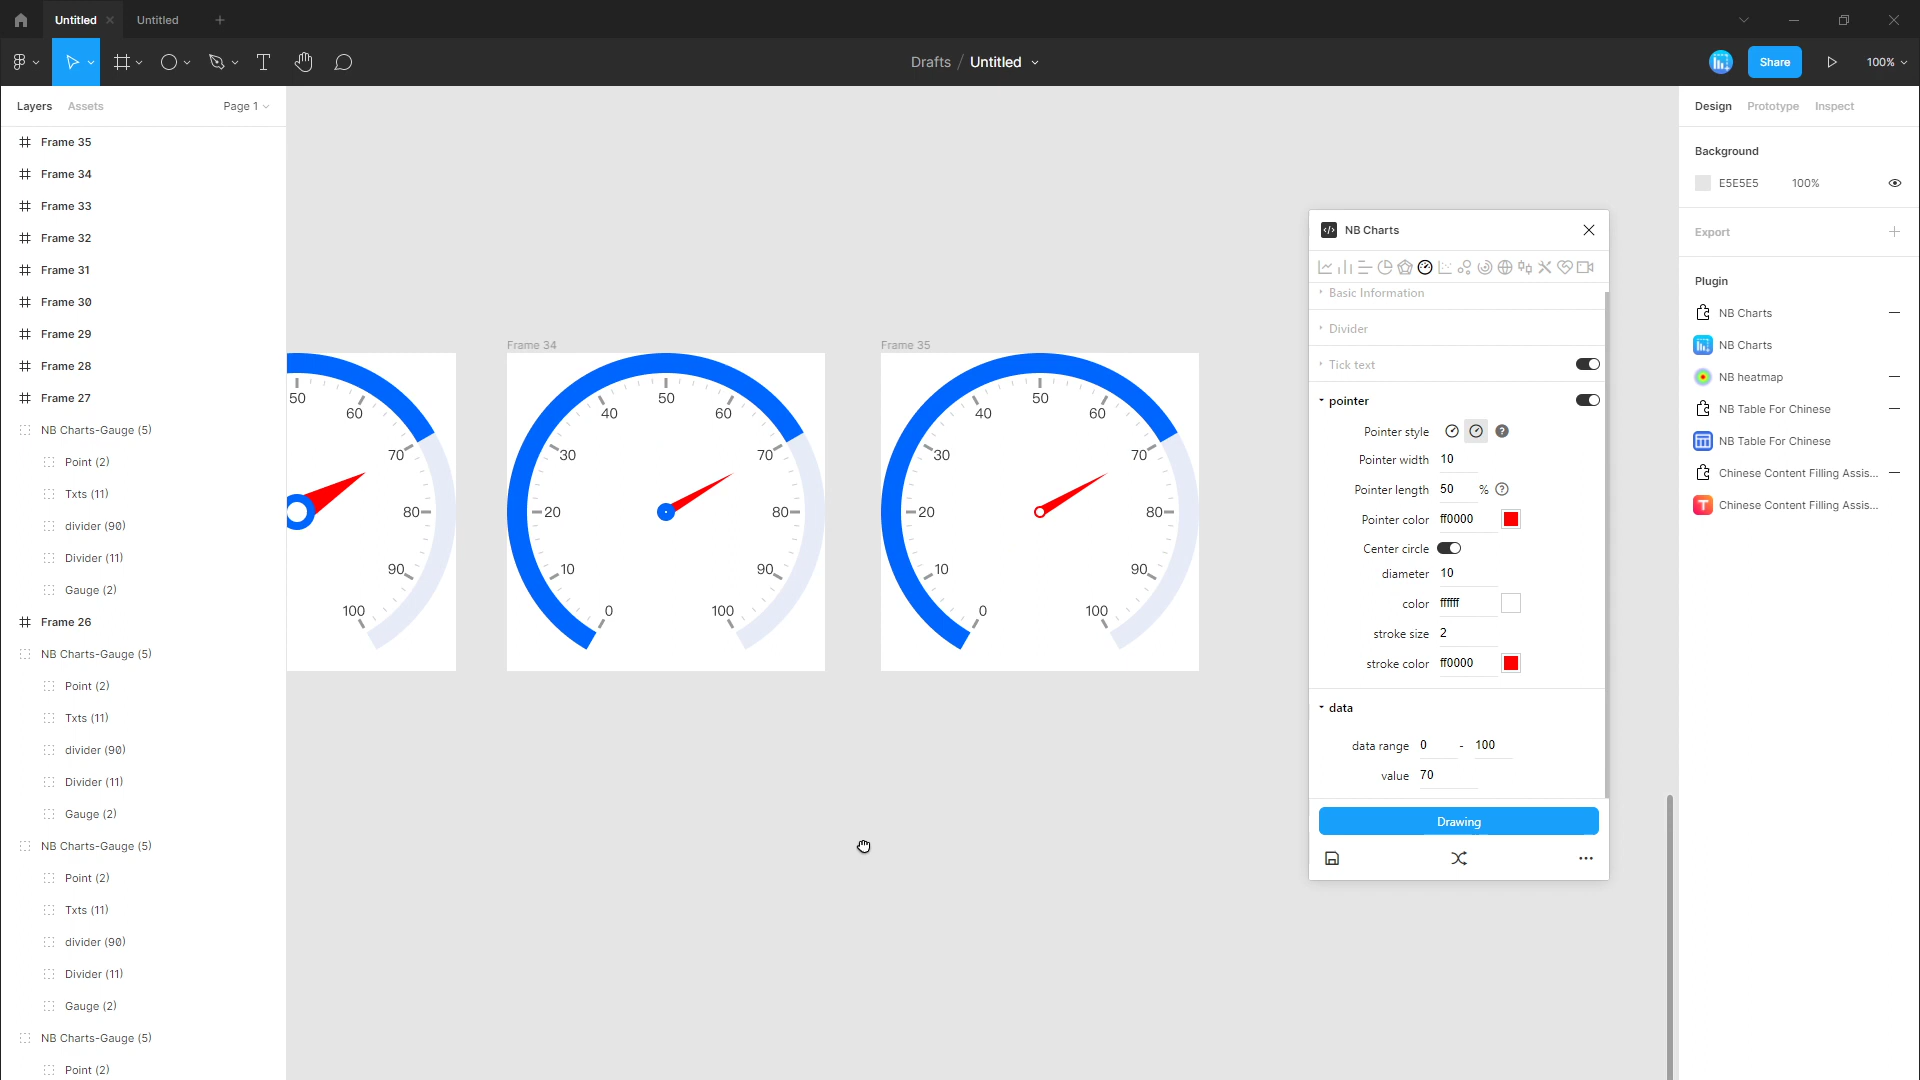 Untitled
Untitled
Drafts / Untitled
Share
100%
Layers
Assets
Page 1
Frame 35
Frame 34
Frame 33
Frame 32
Frame 31
Frame 30
Frame 29
Frame 28
Frame 27
NB Charts-Gauge (5)
Point (2)
Txts (11)
divider (90)
Divider (11)
Gauge (2)
Frame 26
NB Charts-Gauge (5)
Point (2)
Txts (11)
divider (90)
Divider (11)
Gauge (2)
NB Charts-Gauge (5)
Point (2)
Txts (11)
divider (90)
Divider (11)
Gauge (2)
NB Charts-Gauge (5)
Point (2)
50
60
70
80
90
100
Frame 34
0
10
20
30
40
50
60
70
80
90
100
Frame 35
0
10
20
30
40
50
60
70
80
90
100
NB Charts
Basic Information
Divider
Tick text
pointer
Pointer style
Pointer width 10
Pointer length 50 %
Pointer color ff0000
Center circle
diameter 10
color ffffff
stroke size 2
stroke color ff0000
data
data range 0 - 100
value 70
Drawing
Design
Prototype
Inspect
Background
E5E5E5 100%
Export
Plugin
NB Charts
NB Charts
NB heatmap
NB Table For Chinese
NB Table For Chinese
Chinese Content Filling Assis...
Chinese Content Filling Assis...